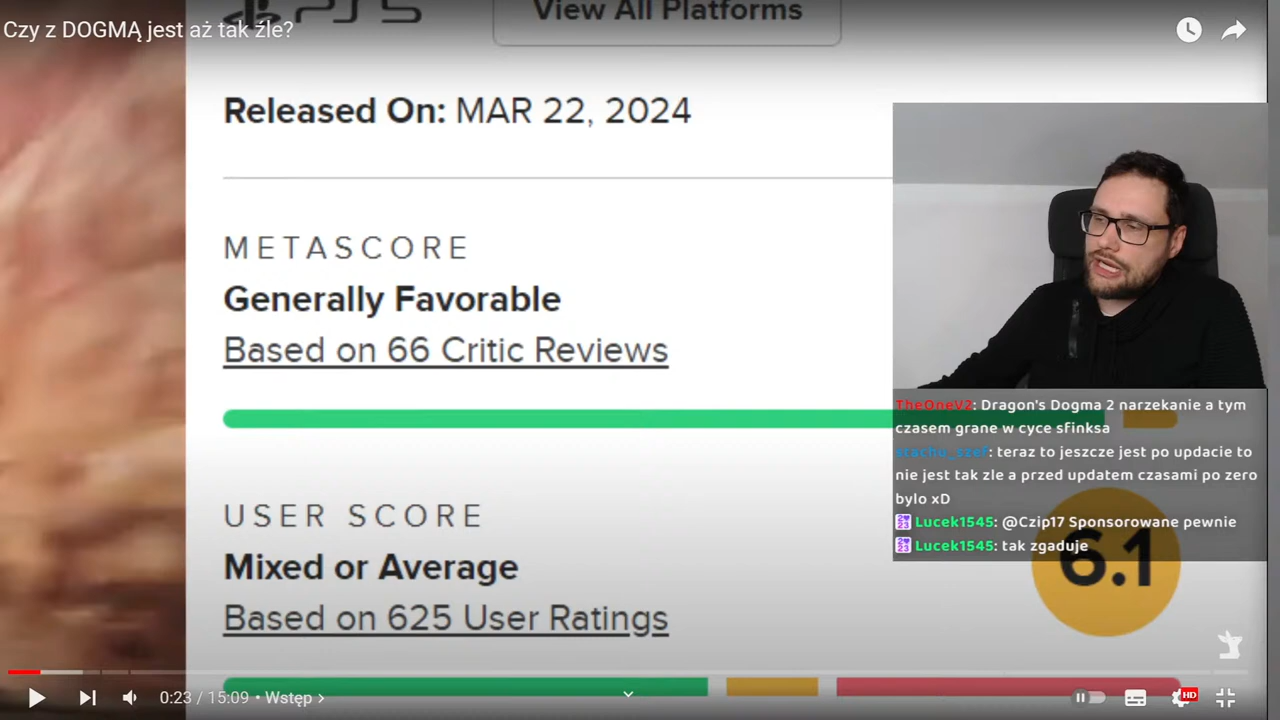 Czy z DOGMĄ jest aż tak źle?
PS5
View All Platforms
Released On: MAR 22, 2024
METASCORE
Generally Favorable
Based on 66 Critic Reviews
USER SCORE
Mixed or Average
Based on 625 User Ratings
6.1
TheOneV2: Dragon's Dogma 2 narzekanie a tym
czasem grane w cyce sfinksa
stachu_szef: teraz to jeszcze jest po updacie to
nie jest tak zle a przed updatem czasami po zero
bylo xD
Lucek1545: @Czip17 Sponsorowane pewnie
Lucek1545: tak zgaduje
0:23 / 15:09 • Wstęp ›
HD